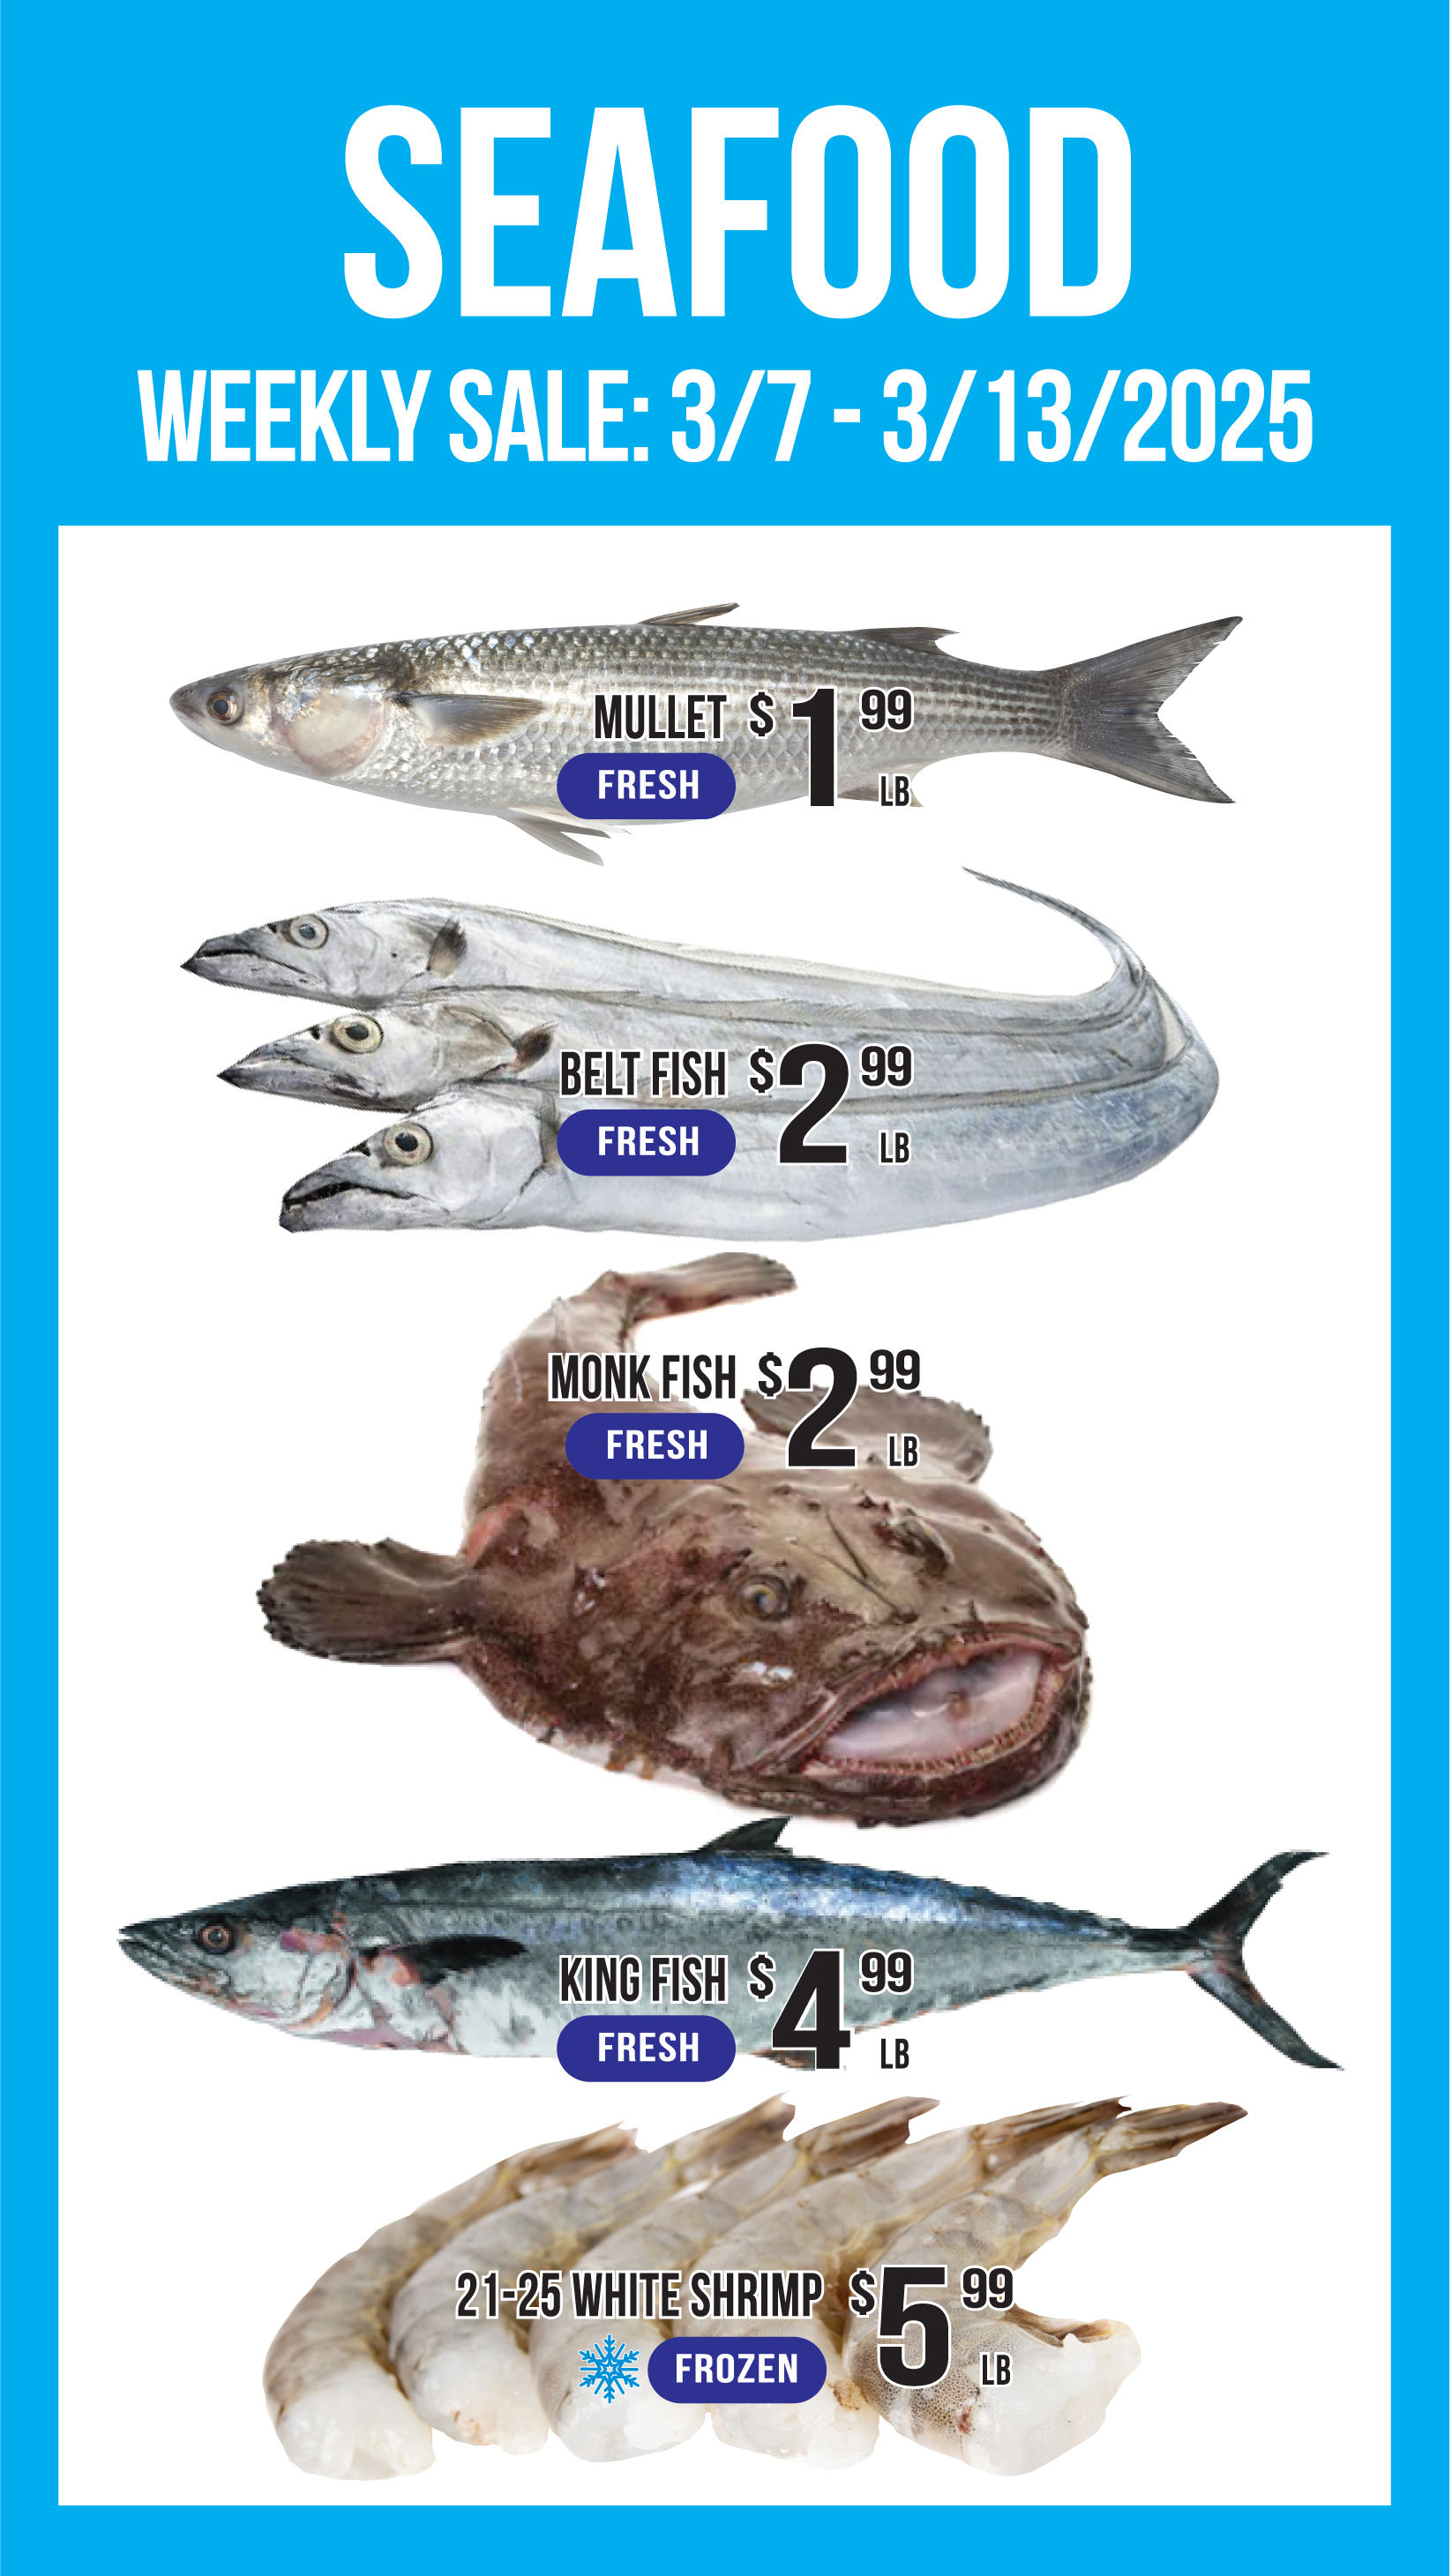 SEAFOOD
WEEKLY SALE: 3/7 - 3/13/2025
MULLET $1.99
FRESH LB
BELT FISH $2.99
FRESH LB
MONK FISH $2.99
FRESH LB
KING FISH $4.99
FRESH LB
21-25 WHITE SHRIMP $5.99
FROZEN LB